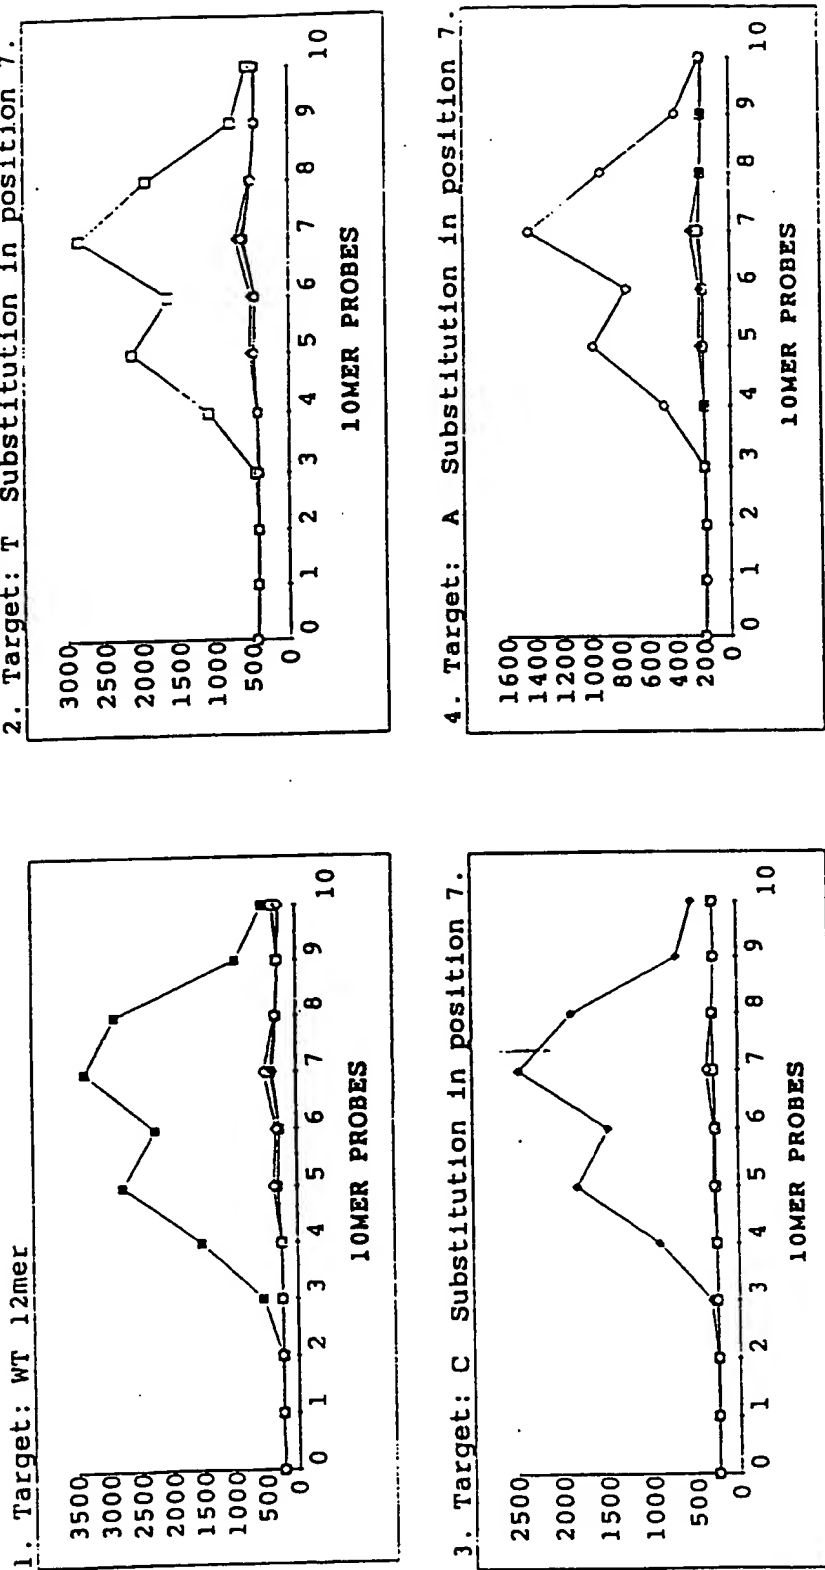 1. Target: WT 12mer
3500
3000
2500
2000
1500
1000
500
0
0 1 2 3 4 5 6 7 8 9 10
10MER PROBES
2. Target: T Substitution in position 7.
3000
2500
2000
1500
1000
500
0
0 1 2 3 4 5 6 7 8 9 10
10MER PROBES
3. Target: C Substitution in position 7.
2500
2000
1500
1000
500
0
0 1 2 3 4 5 6 7 8 9 10
10MER PROBES
4. Target: A Substitution in position 7.
1600
1400
1200
1000
800
600
400
200
0
0 1 2 3 4 5 6 7 8 9 10
10MER PROBES